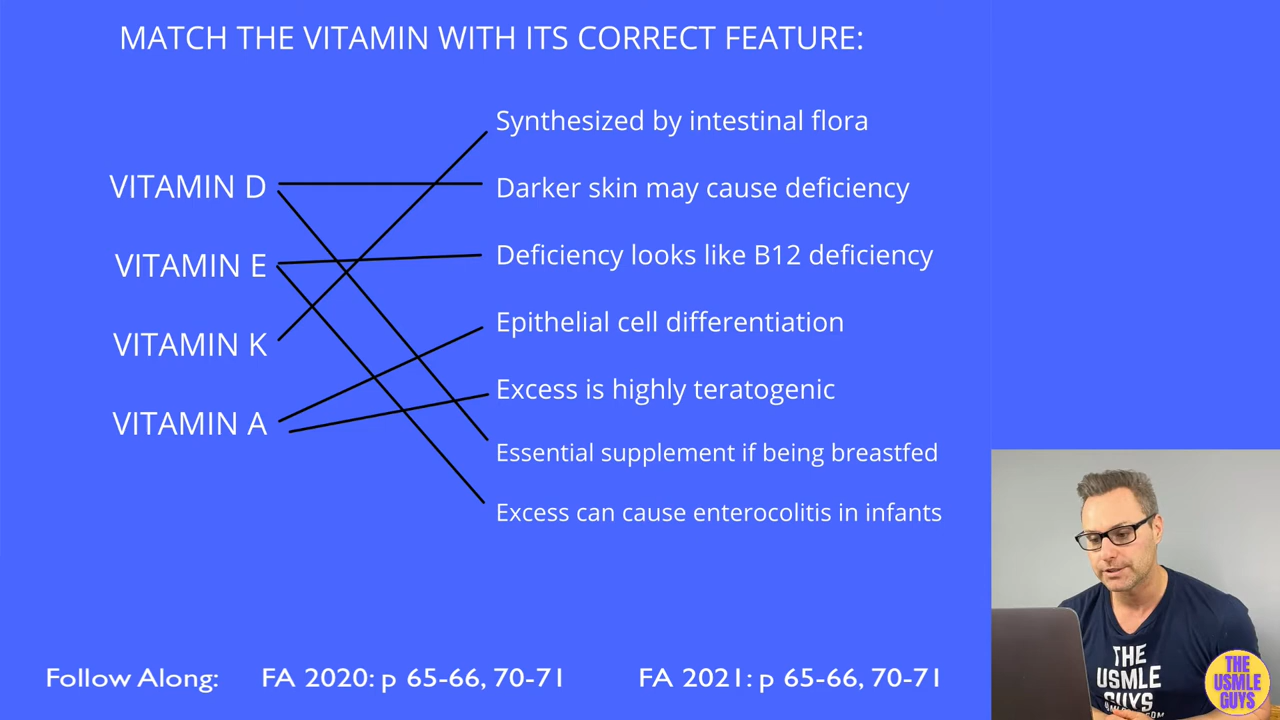 MATCH THE VITAMIN WITH ITS CORRECT FEATURE:
VITAMIN D
VITAMIN E
VITAMIN K
VITAMIN A
Synthesized by intestinal flora
Darker skin may cause deficiency
Deficiency looks like B12 deficiency
Epithelial cell differentiation
Excess is highly teratogenic
Essential supplement if being breastfed
Excess can cause enterocolitis in infants
Follow Along: FA 2020: p 65-66, 70-71 FA 2021: p 65-66, 70-71
THE
USMLE
GUYS
THE
USMLE
GUYS